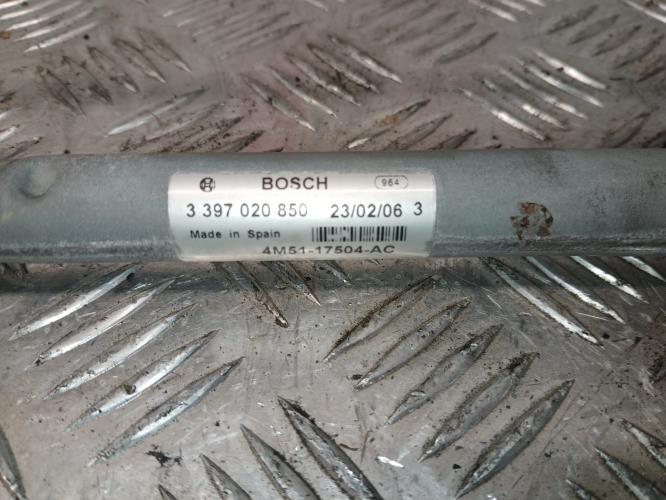 BOSCH 964
3 397 020 850 23/02/06 3
Made in Spain
4M51-17504-AC